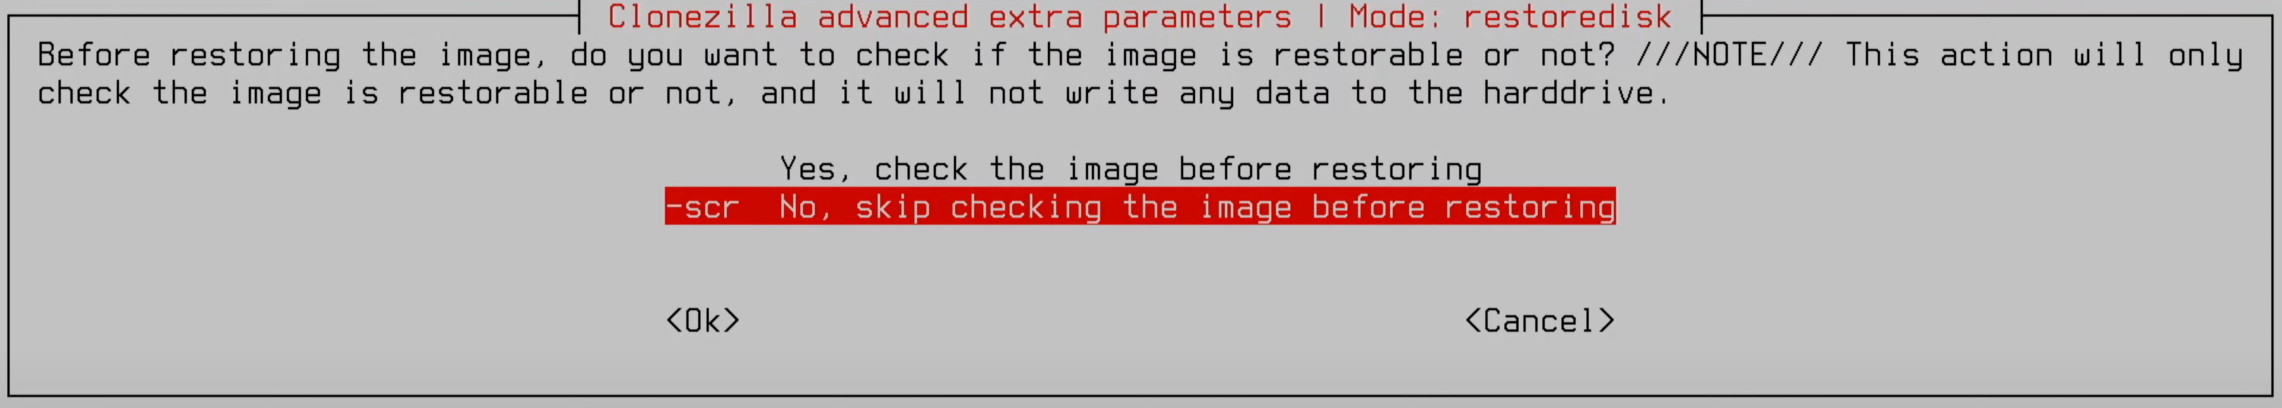 Clonezilla advanced extra parameters | Mode: restoredisk
Before restoring the image, do you want to check if the image is restorable or not? ///NOTE/// This action will only
check the image is restorable or not, and it will not write any data to the harddrive.
Yes, check the image before restoring
-scr No, skip checking the image before restoring
<Ok> <Cancel>